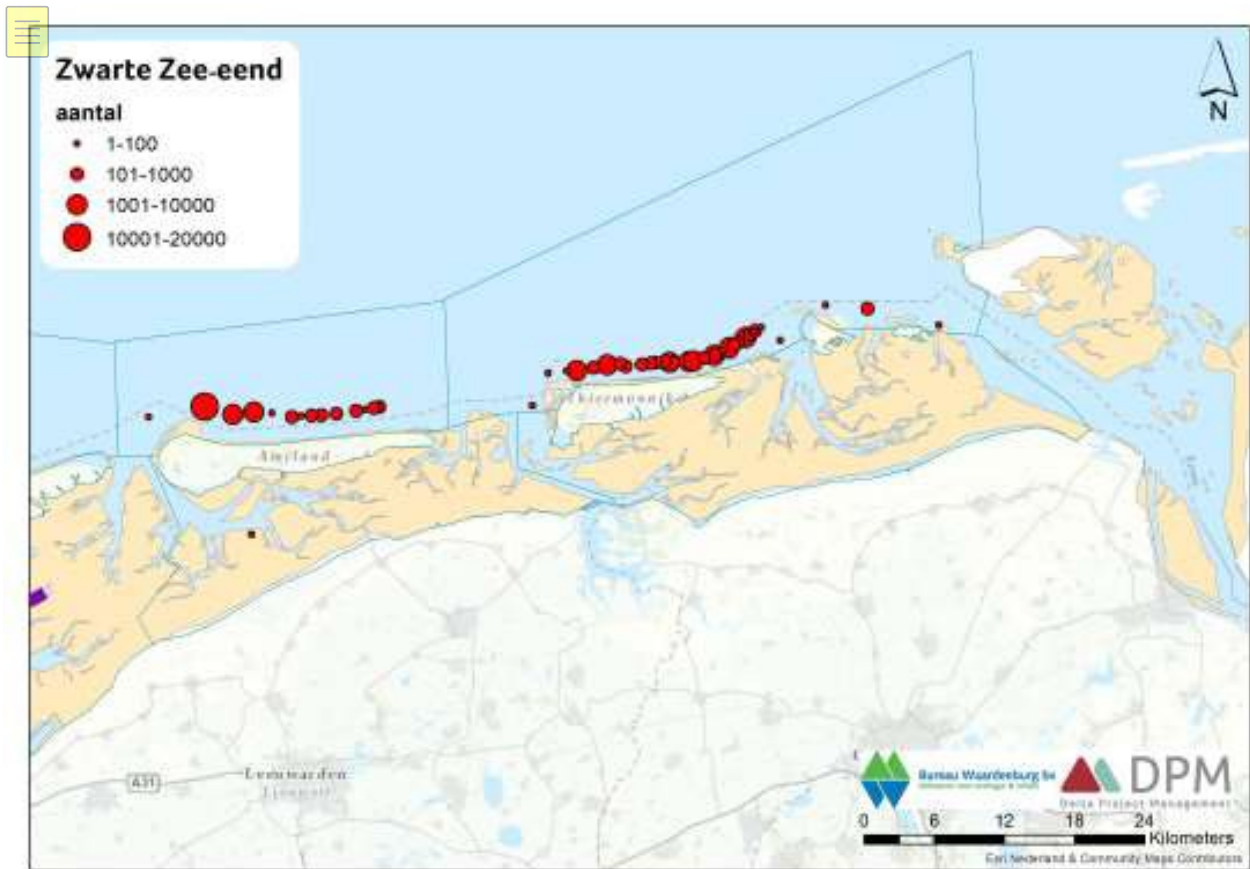 Zwarte Zee-eend
aantal
1-100
101-1000
1001-10000
10001-20000
N
Ameland
A31
Leeuwarden
Bureau Waardenburg bv
DPM
Delta Project Management
0 6 12 18 24
Kilometers
Esri Nederland & Community Maps Contributors